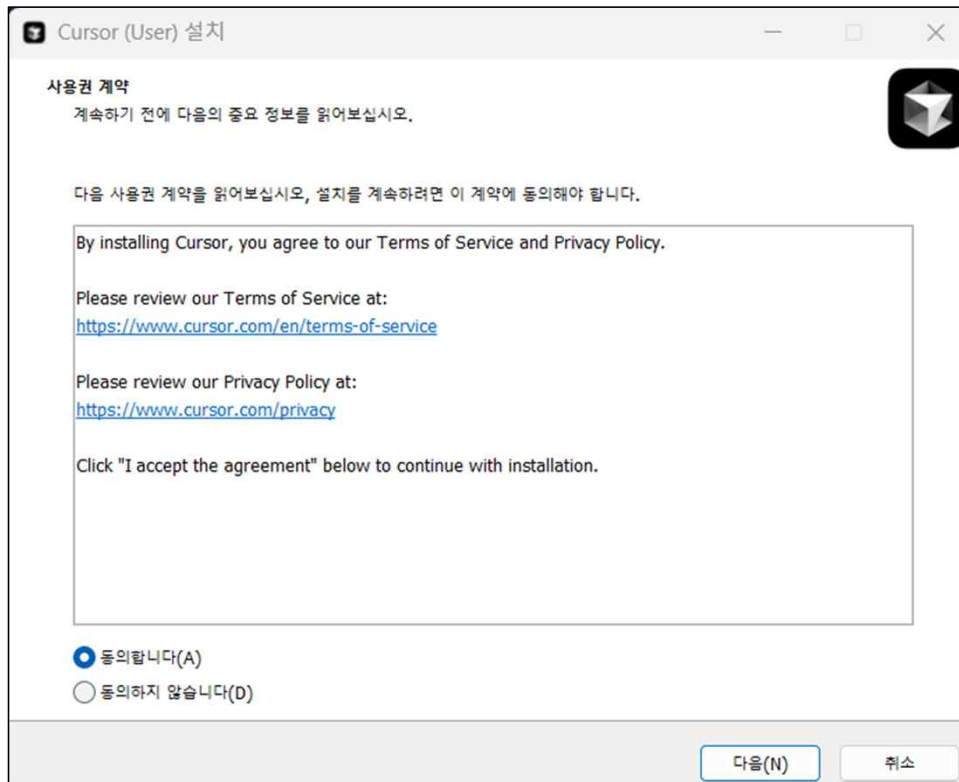 Cursor (User) 설치
사용권 계약
계속하기 전에 다음의 중요 정보를 읽어보십시오.
다음 사용권 계약을 읽어보십시오, 설치를 계속하려면 이 계약에 동의해야 합니다.
By installing Cursor, you agree to our Terms of Service and Privacy Policy.
Please review our Terms of Service at:
https://www.cursor.com/en/terms-of-service
Please review our Privacy Policy at:
https://www.cursor.com/privacy
Click "I accept the agreement" below to continue with installation.
동의합니다(A)
동의하지 않습니다(D)
다음(N) 취소